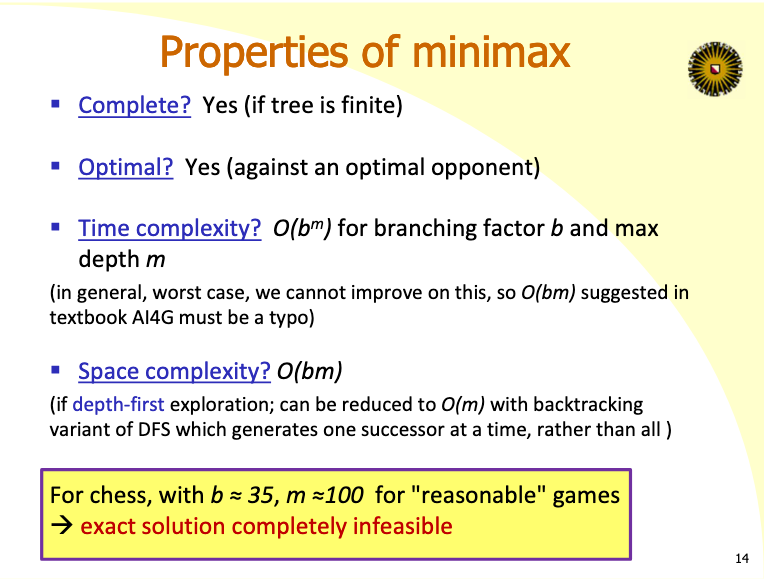 Properties of minimax
▪ Complete? Yes (if tree is finite)
▪ Optimal? Yes (against an optimal opponent)
▪ Time complexity? O(bᵐ) for branching factor b and max
depth m
(in general, worst case, we cannot improve on this, so O(bm) suggested in
textbook AI4G must be a typo)
▪ Space complexity? O(bm)
(if depth-first exploration; can be reduced to O(m) with backtracking
variant of DFS which generates one successor at a time, rather than all )
For chess, with b ≈ 35, m ≈100 for "reasonable" games
→ exact solution completely infeasible
14